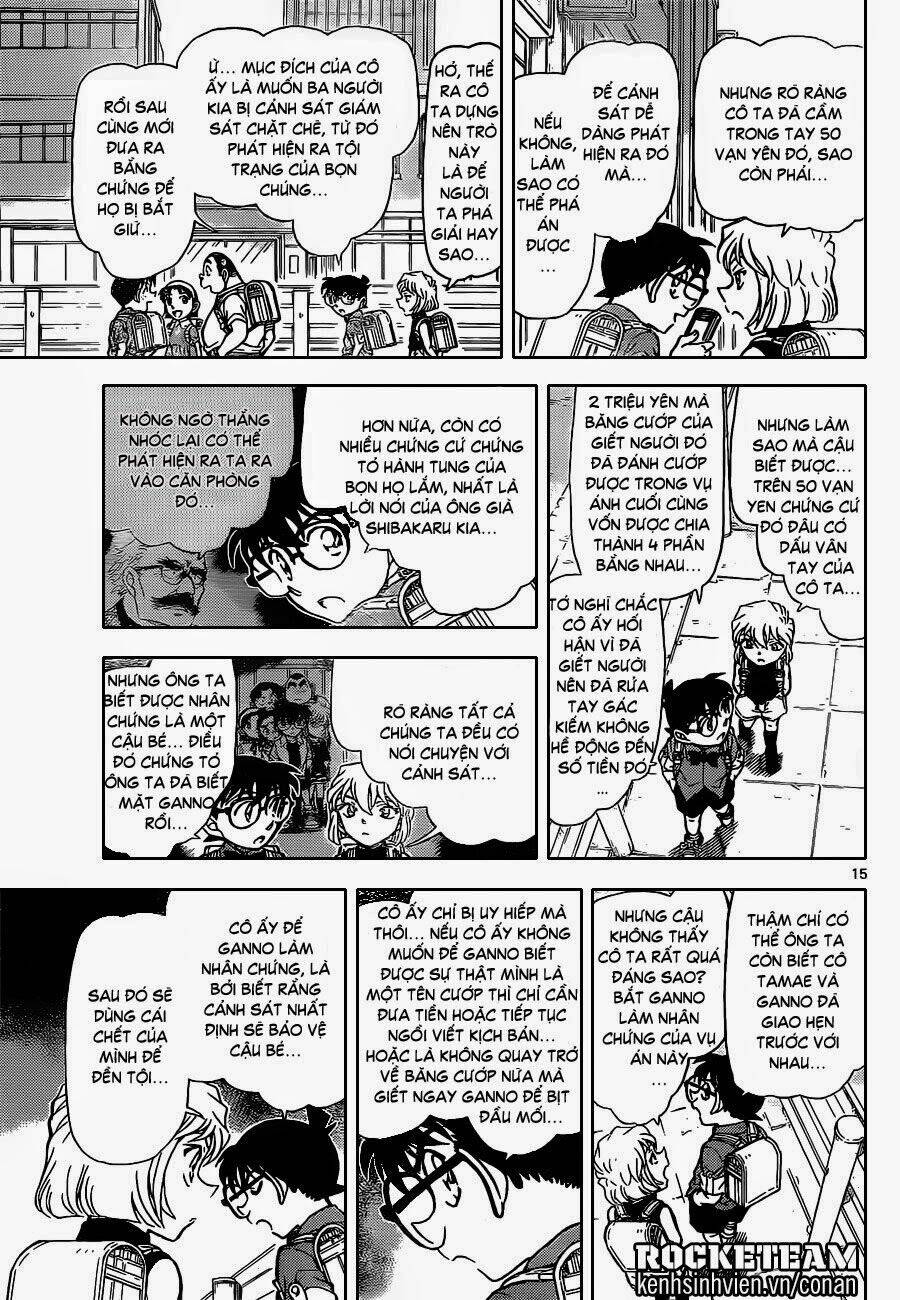 NHƯNG RÕ RÀNG
CÔ TA ĐÃ CẦM
TRONG TAY 50
VẠN YÊN ĐÓ, SAO
CÒN PHẢI...
ĐỂ CẢNH
SÁT DỄ
DÀNG PHÁT
HIỆN RA ĐÓ
MÀ...
NẾU
KHÔNG,
LÀM
SAO CÓ
THỂ PHÁ
ÁN
ĐƯỢC
...
HỚ, THẾ
RA CÔ
TA DỰNG
NÊN TRÒ
NÀY
LÀ ĐỂ
NGƯỜI
TA PHÁ
GIẢI HAY
SAO...
Ừ... MỤC ĐÍCH CỦA CÔ
ẤY LÀ MUỐN BA NGƯỜI
KIA BỊ CẢNH SÁT GIÁM
SÁT CHẶT CHẼ, TỪ ĐÓ
PHÁT HIỆN RA TỘI
TRẠNG CỦA BỌN
CHÚNG...
RỒI SAU
CÙNG MỚI
ĐƯA RA
BẰNG
CHỨNG ĐỂ
HỌ BỊ BẮT
GIỮ...
NHƯNG LÀM
SAO MÀ CẬU
BIẾT ĐƯỢC...
TRÊN 50 VẠN
YEN CHỨNG CỨ
ĐÓ ĐÂU CÓ
DẤU VÂN
TAY CỦA
CÔ TA...
2 TRIỆU YÊN MÀ
BĂNG CƯỚP CỦA
GIẾT NGƯỜI ĐÓ
ĐÃ ĐÁNH CƯỚP
ĐƯỢC TRONG VỤ
ÁNH CUỐI CÙNG
VỐN ĐƯỢC CHIA
THÀNH 4 PHẦN
BẰNG NHAU...
TỚ NGHĨ CHẮC
CÔ ẤY HỐI
HẬN VÌ ĐÃ
GIẾT NGƯỜI
NÊN ĐÃ RỬA
TAY GÁC
KIẾM KHÔNG
HỀ ĐỘNG ĐẾN
SỐ TIỀN ĐÓ
...
HƠN NỮA, CÒN CÓ
NHIỀU CHỨNG CỨ CHỨNG
TỎ HÀNH TUNG CỦA
BỌN HỌ LẮM, NHẤT LÀ
LỜI NÓI CỦA ÔNG GIÀ
SHIBAKARU KIA...
KHÔNG NGỜ THẰNG
NHÓC LẠI CÓ THỂ
PHÁT HIỆN RA TA RA
VÀO CĂN PHÒNG
ĐÓ...
RÕ RÀNG TẤT CẢ
CHÚNG TA ĐỀU CÓ
NÓI CHUYỆN VỚI
CẢNH SÁT...
NHƯNG ÔNG TA
BIẾT ĐƯỢC NHÂN
CHỨNG LÀ MỘT
CẬU BÉ... ĐIỀU
ĐÓ CHỨNG TỎ
ÔNG TA ĐÃ BIẾT
MẶT GANNO
RỒI...
15
THẬM CHÍ CÓ
THỂ ÔNG TA
CÒN BIẾT CÔ
TAMAE VÀ
GANNO ĐÃ
GIAO HẸN
TRƯỚC VỚI
NHAU...
NHƯNG CẬU
KHÔNG THẤY
CÔ TA RẤT QUÁ
ĐÁNG SAO?
BẮT GANNO
LÀM NHÂN
CHỨNG CỦA VỤ
ÁN NÀY...
...
CÔ ẤY CHỈ BỊ UY HIẾP MÀ
THÔI... NẾU CÔ ẤY KHÔNG
MUỐN ĐỂ GANNO BIẾT
ĐƯỢC SỰ THẬT MÌNH LÀ
MỘT TÊN CƯỚP THÌ CHỈ CẦN
ĐƯA TIỀN HOẶC TIẾP TỤC
NGỒI VIẾT KỊCH BẢN...
HOẶC LÀ KHÔNG QUAY TRỞ
VỀ BĂNG CƯỚP NỮA MÀ
GIẾT NGAY GANNO ĐỂ BỊT
ĐẦU MỐI...
CÔ ẤY ĐỂ
GANNO LÀM
NHÂN CHỨNG, LÀ
BỞI BIẾT RẰNG
CẢNH SÁT NHẤT
ĐỊNH SẼ BẢO VỆ
CẬU BÉ...
SAU ĐÓ SẼ
DÙNG CÁI
CHẾT CỦA
MÌNH ĐỂ
ĐỀN TỘI...
ROCKETEAM
kenhsinhvien.vn/conan